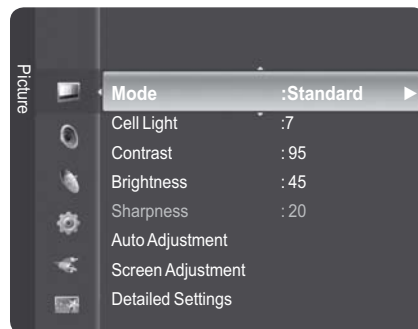 Picture
Mode :Standard
Cell Light :7
Contrast : 95
Brightness : 45
Sharpness : 20
Auto Adjustment
Screen Adjustment
Detailed Settings